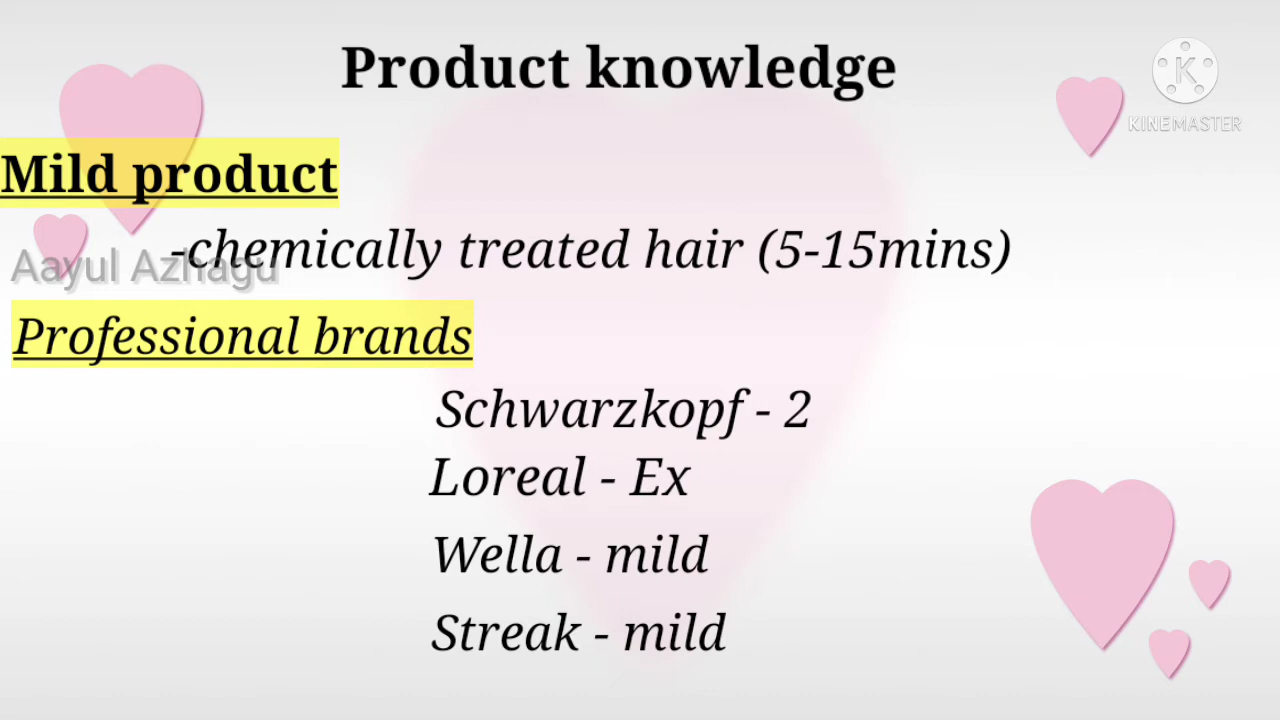 Product knowledge
KINEMASTER
Mild product
-chemically treated hair (5-15mins)
Aayul Azhagu
Professional brands
Schwarzkopf - 2
Loreal - Ex
Wella - mild
Streak - mild